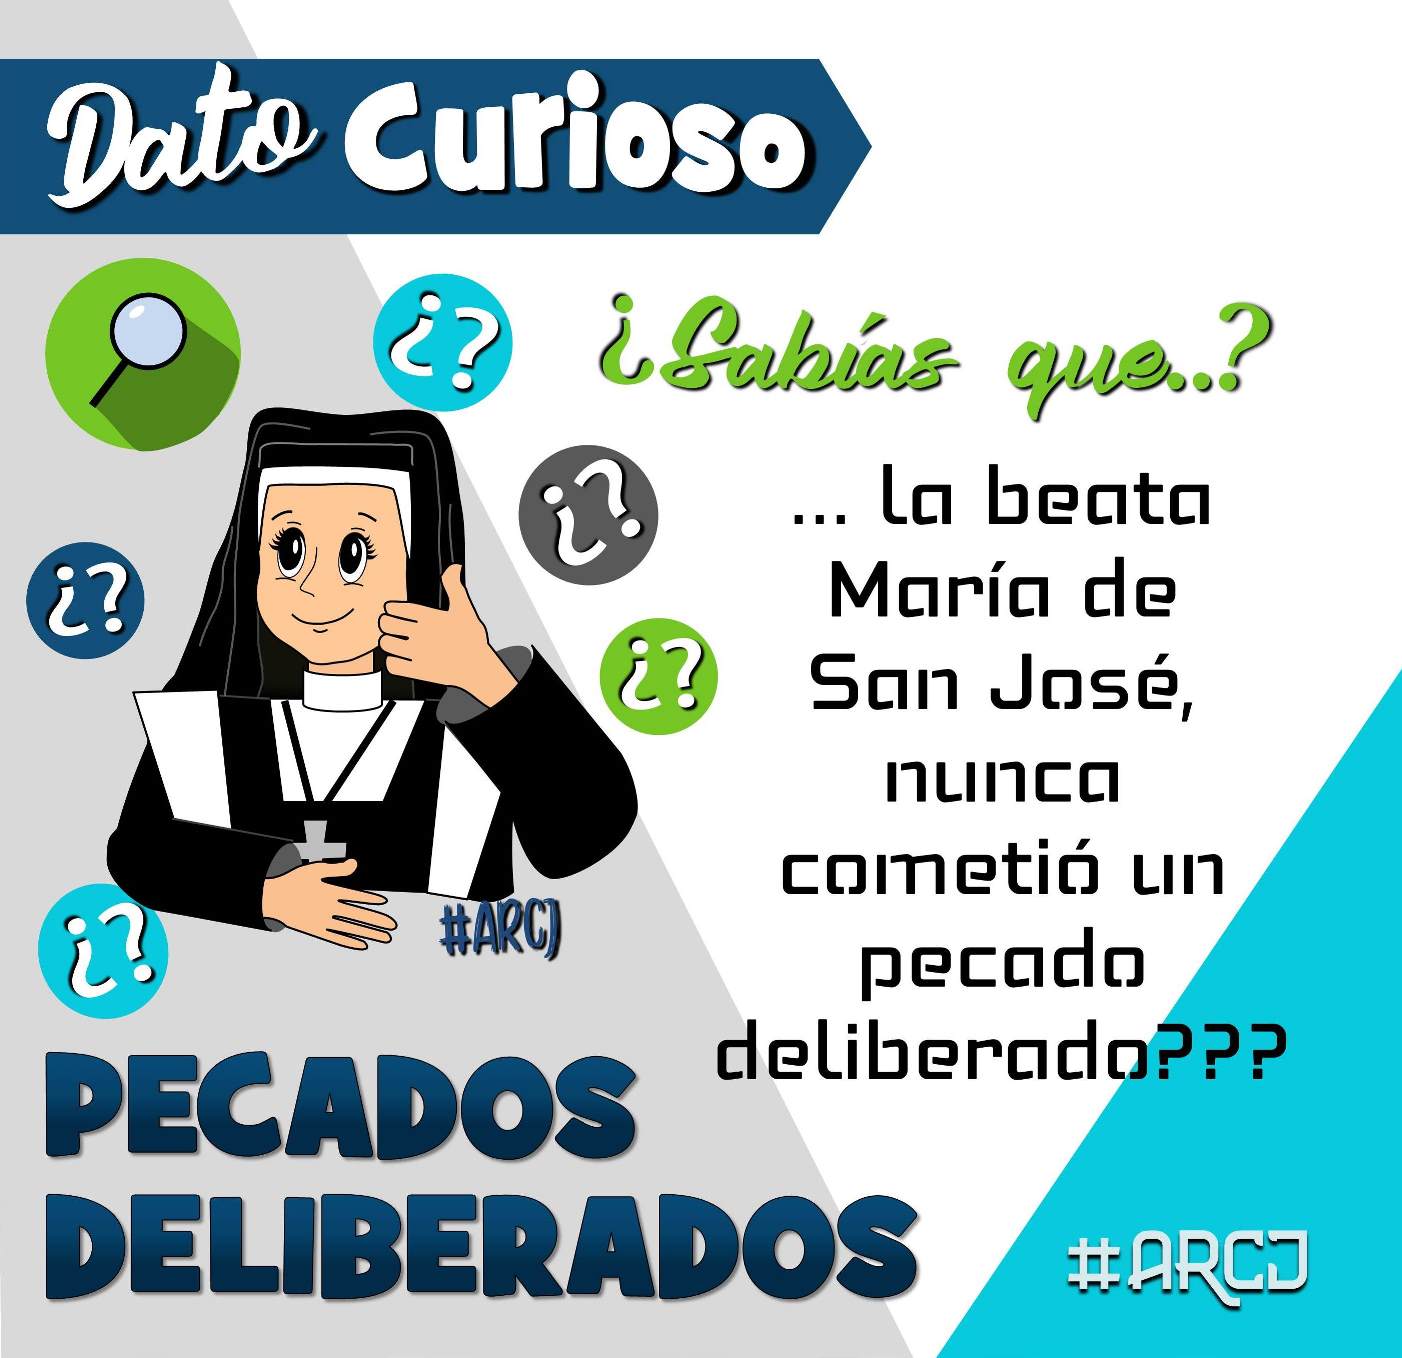 Dato Curioso
¿?
¿Sabías que..?
¿?
¿?
¿?
... la beata
María de
San José,
nunca
cometió un
pecado
deliberado???
¿?
#ARCJ
PECADOS
DELIBERADOS
#ARCJ